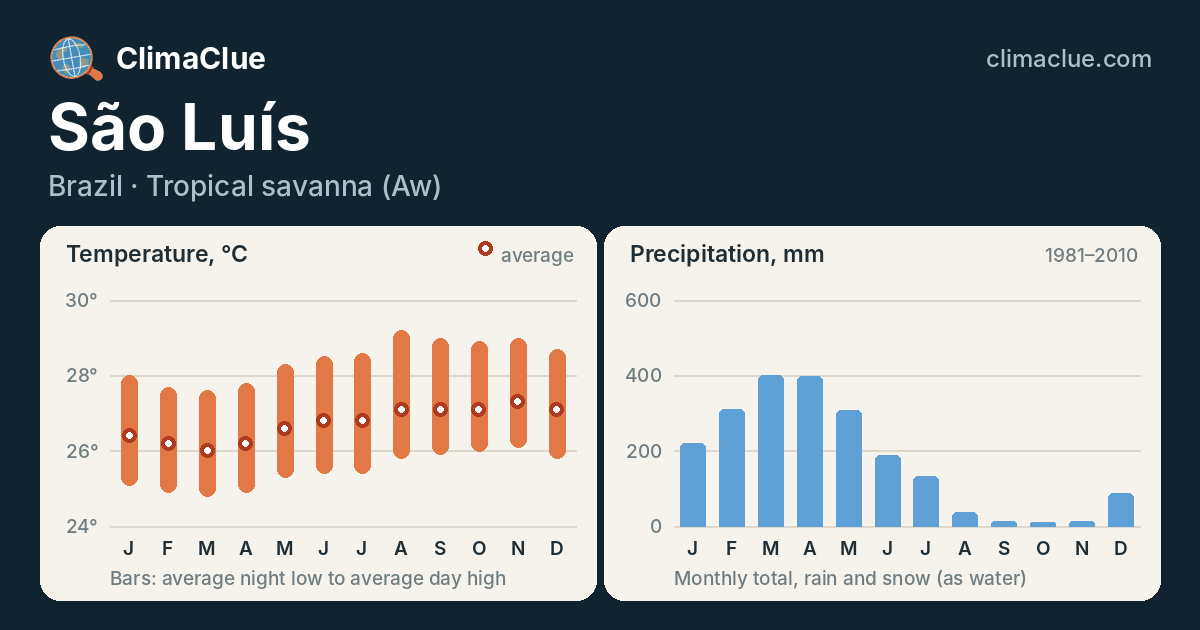 ClimaClue
climaclue.com
São Luís
Brazil · Tropical savanna (Aw)
Temperature, °C
average
30°
28°
26°
24°
J F M A M J J A S O N D
Bars: average night low to average day high
Precipitation, mm
1981–2010
600
400
200
0
J F M A M J J A S O N D
Monthly total, rain and snow (as water)